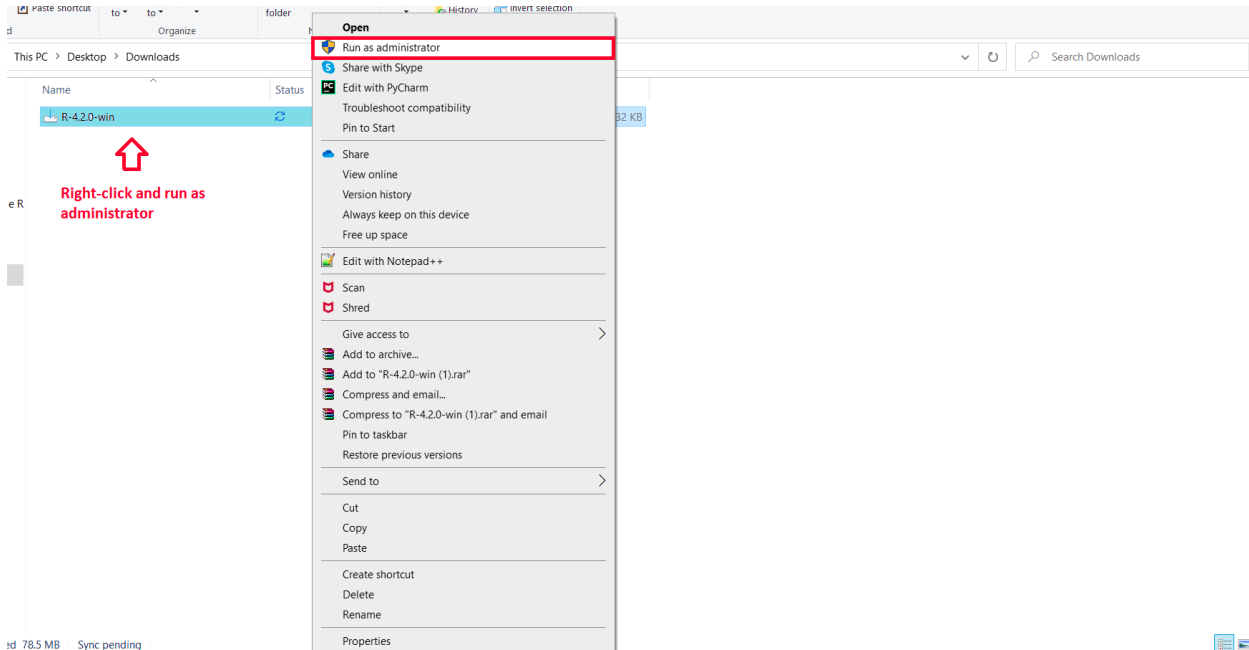 Paste shortcut
to
to
folder
History
Invert selection
d
Organize
This PC > Desktop > Downloads
Search Downloads
Name
Status
R-4.2.0-win
32 KB
Right-click and run as
administrator
e R
Open
Run as administrator
Share with Skype
Edit with PyCharm
Troubleshoot compatibility
Pin to Start
Share
View online
Version history
Always keep on this device
Free up space
Edit with Notepad++
Scan
Shred
Give access to
Add to archive...
Add to "R-4.2.0-win (1).rar"
Compress and email...
Compress to "R-4.2.0-win (1).rar" and email
Pin to taskbar
Restore previous versions
Send to
Cut
Copy
Paste
Create shortcut
Delete
Rename
Properties
ed 78.5 MB Sync pending